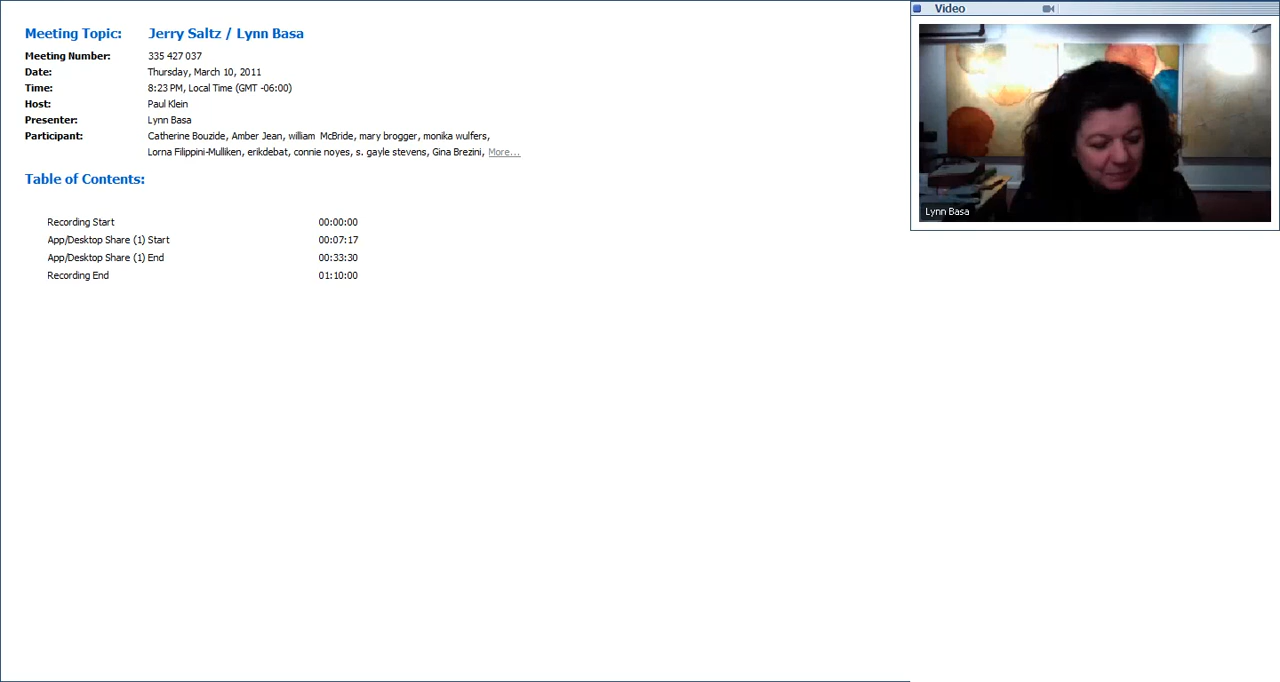 Meeting Topic: Jerry Saltz / Lynn Basa
Meeting Number: 335 427 037
Date: Thursday, March 10, 2011
Time: 8:23 PM, Local Time (GMT -06:00)
Host: Paul Klein
Presenter: Lynn Basa
Participant: Catherine Bouzide, Amber Jean, william  McBride, mary brogger, monika wulfers,
Lorna Filippini-Mulliken, erikdebat, connie noyes, s. gayle stevens, Gina Brezini, More...
Table of Contents:
Recording Start 00:00:00
App/Desktop Share (1) Start 00:07:17
App/Desktop Share (1) End 00:33:30
Recording End 01:10:00
Video
Lynn Basa